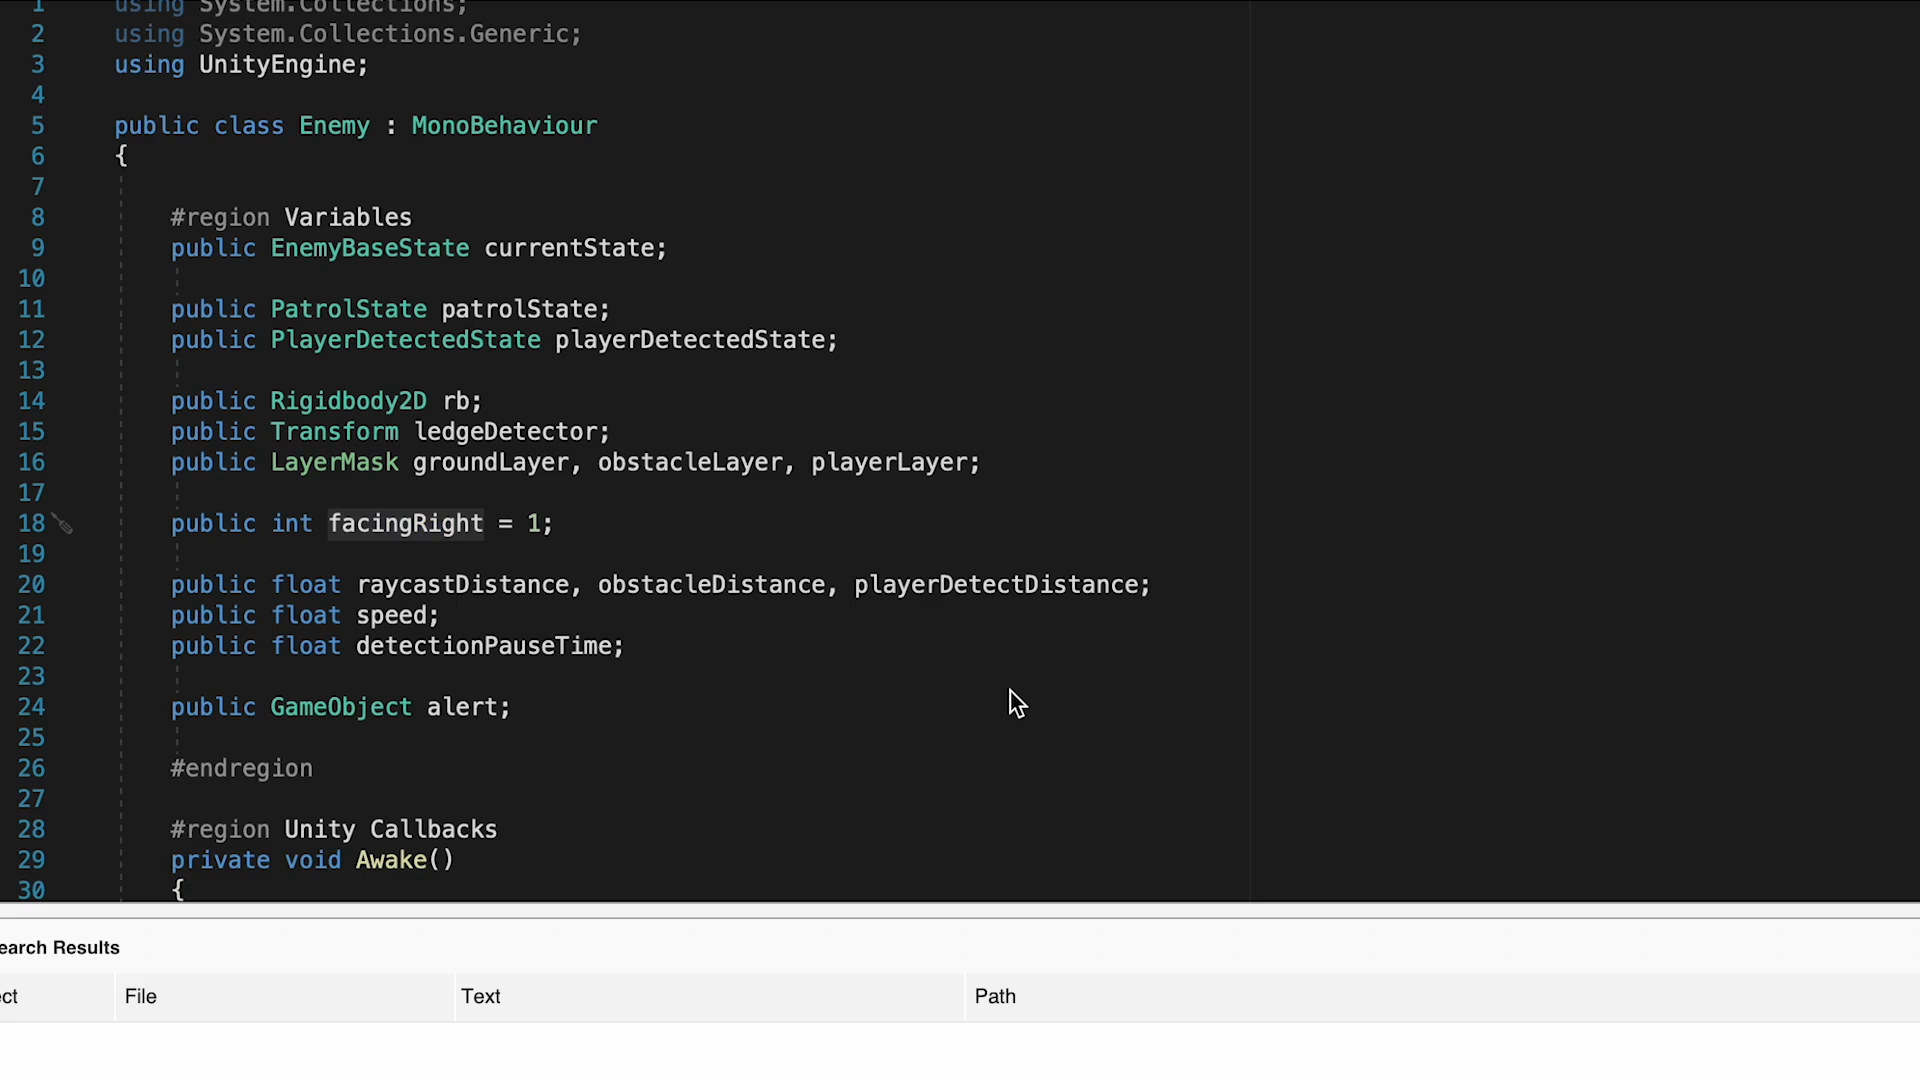 1 using System.Collections;
2 using System.Collections.Generic;
3 using UnityEngine;
4
5 public class Enemy : MonoBehaviour
6 {
7
8 #region Variables
9 public EnemyBaseState currentState;
10
11 public PatrolState patrolState;
12 public PlayerDetectedState playerDetectedState;
13
14 public Rigidbody2D rb;
15 public Transform ledgeDetector;
16 public LayerMask groundLayer, obstacleLayer, playerLayer;
17
18 public int facingRight = 1;
19
20 public float raycastDistance, obstacleDistance, playerDetectDistance;
21 public float speed;
22 public float detectionPauseTime;
23
24 public GameObject alert;
25
26 #endregion
27
28 #region Unity Callbacks
29 private void Awake()
30 {
earch Results
ect File Text Path